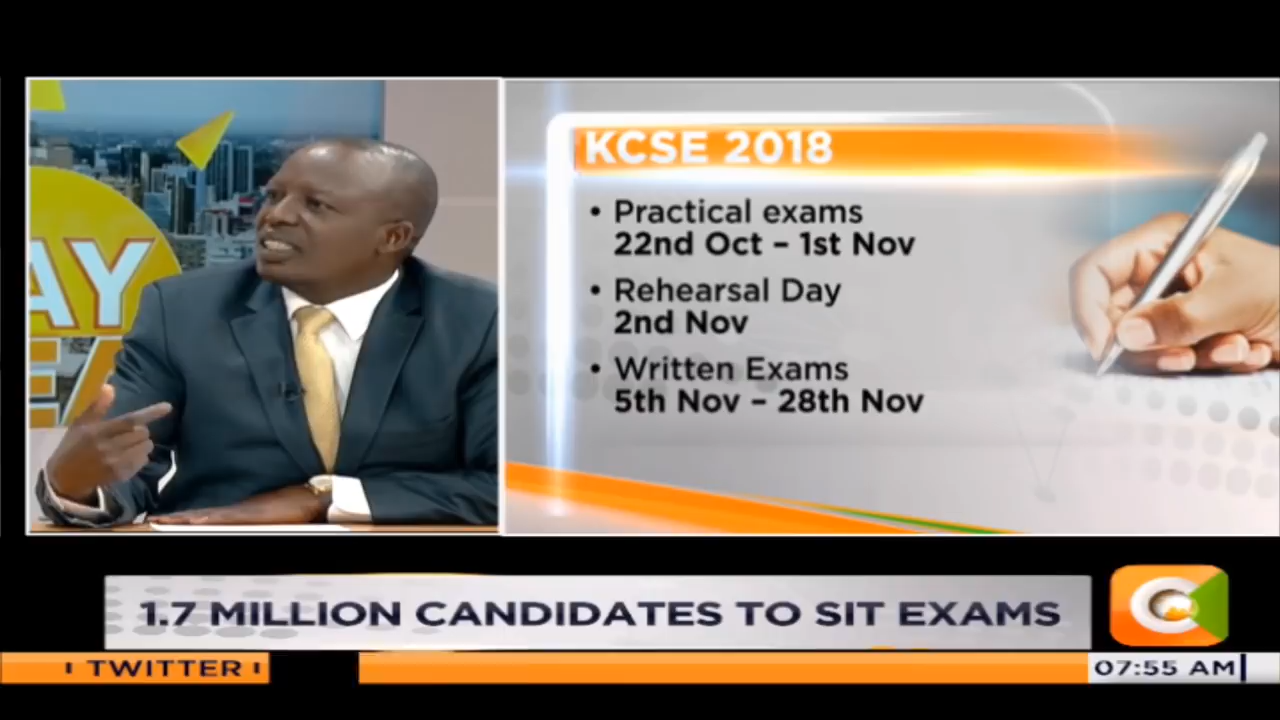 AY
KCSE 2018
• Practical exams
22nd Oct – 1st Nov
• Rehearsal Day
2nd Nov
• Written Exams
5th Nov – 28th Nov
1.7 MILLION CANDIDATES TO SIT EXAMS
TWITTER
07:55 AM